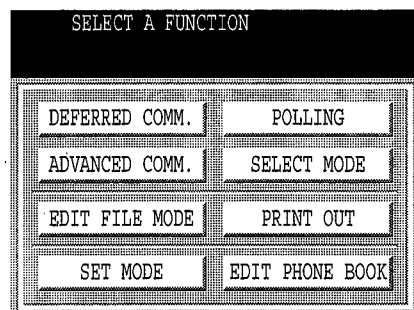 SELECT A FUNCTION
DEFERRED COMM. POLLING
ADVANCED COMM. SELECT MODE
EDIT FILE MODE PRINT OUT
SET MODE EDIT PHONE BOOK